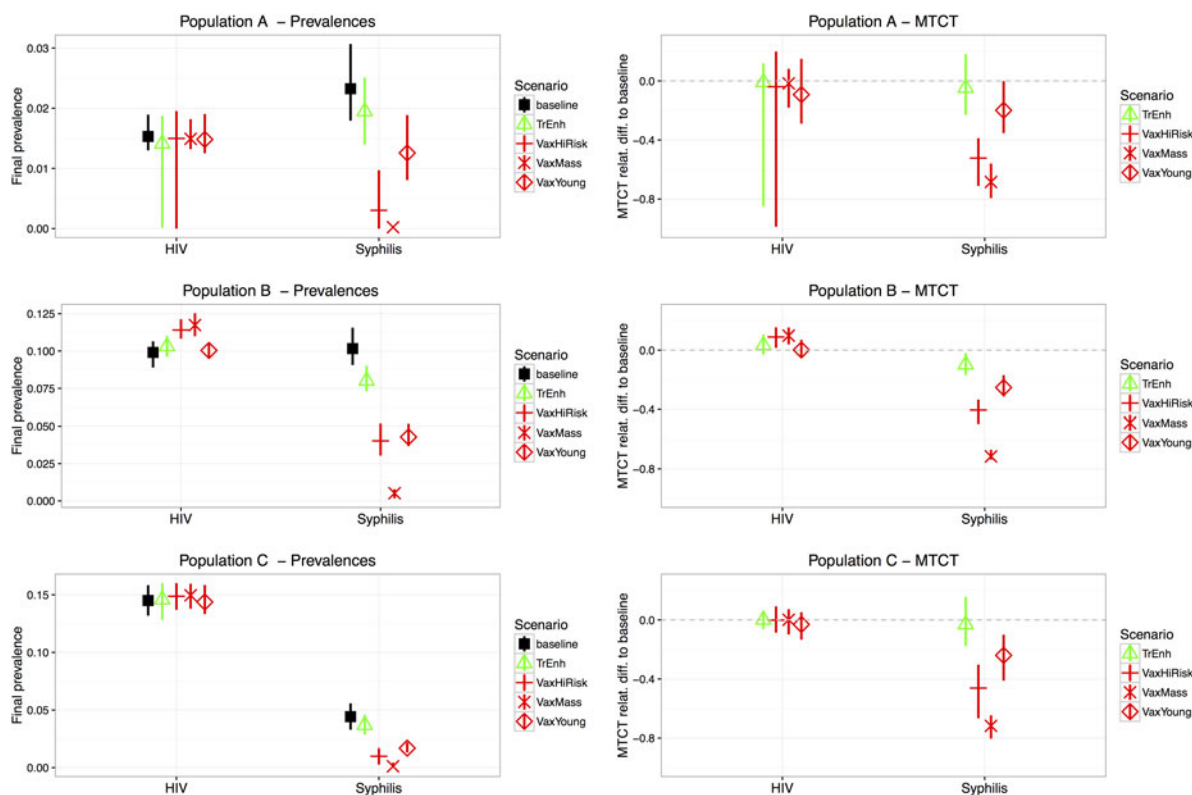 Population A – Prevalences
Final prevalence
0.03
0.02
0.01
0.00
HIV
Syphilis
Scenario
baseline
TrEnh
VaxHiRisk
VaxMass
VaxYoung
Population A – MTCT
MTCT relat. diff. to baseline
0.0
−0.4
−0.8
HIV
Syphilis
Scenario
TrEnh
VaxHiRisk
VaxMass
VaxYoung
Population B – Prevalences
Final prevalence
0.125
0.100
0.075
0.050
0.025
0.000
HIV
Syphilis
Scenario
baseline
TrEnh
VaxHiRisk
VaxMass
VaxYoung
Population B – MTCT
MTCT relat. diff. to baseline
0.0
−0.4
−0.8
HIV
Syphilis
Scenario
TrEnh
VaxHiRisk
VaxMass
VaxYoung
Population C – Prevalences
Final prevalence
0.15
0.10
0.05
0.00
HIV
Syphilis
Scenario
baseline
TrEnh
VaxHiRisk
VaxMass
VaxYoung
Population C – MTCT
MTCT relat. diff. to baseline
0.0
−0.4
−0.8
HIV
Syphilis
Scenario
TrEnh
VaxHiRisk
VaxMass
VaxYoung